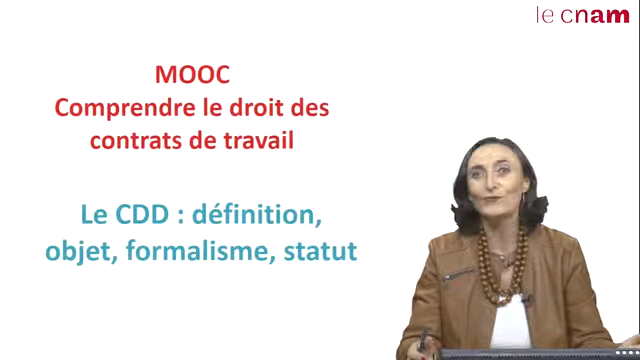 le cnam
MOOC
Comprendre le droit des
contrats de travail
Le CDD : définition,
objet, formalisme, statut